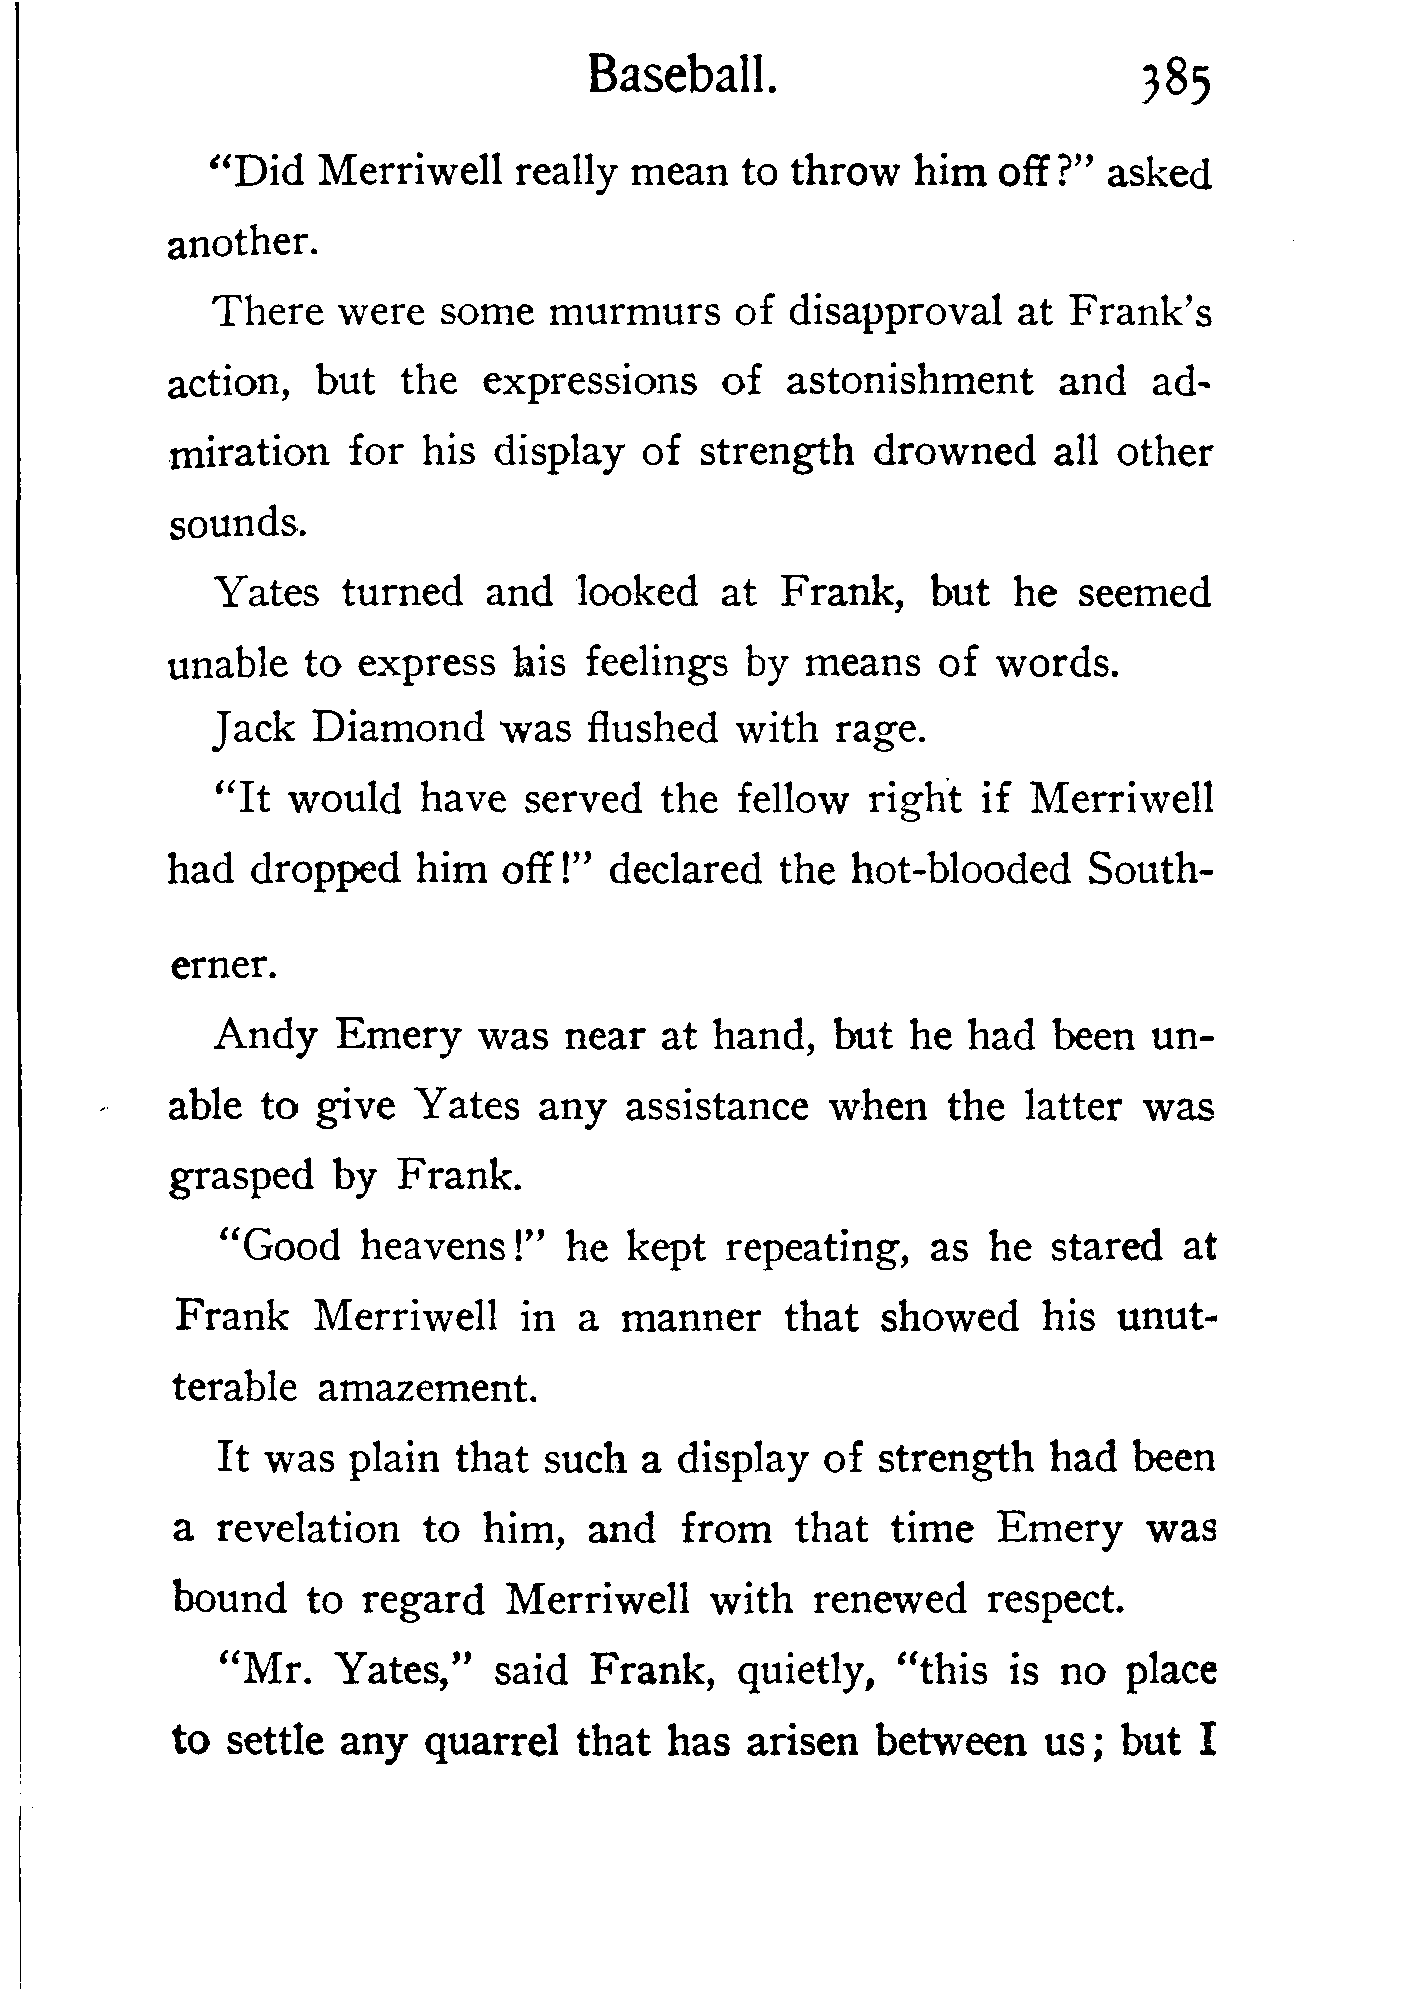 Baseball. 385
“Did Merriwell really mean to throw him off?” asked
another.
There were some murmurs of disapproval at Frank’s
action, but the expressions of astonishment and ad-
miration for his display of strength drowned all other
sounds.
Yates turned and looked at Frank, but he seemed
unable to express his feelings by means of words.
Jack Diamond was flushed with rage.
“It would have served the fellow right if Merriwell
had dropped him off!” declared the hot-blooded South-
erner.
Andy Emery was near at hand, but he had been un-
able to give Yates any assistance when the latter was
grasped by Frank.
“Good heavens!” he kept repeating, as he stared at
Frank Merriwell in a manner that showed his unut-
terable amazement.
It was plain that such a display of strength had been
a revelation to him, and from that time Emery was
bound to regard Merriwell with renewed respect.
“Mr. Yates,” said Frank, quietly, “this is no place
to settle any quarrel that has arisen between us; but I